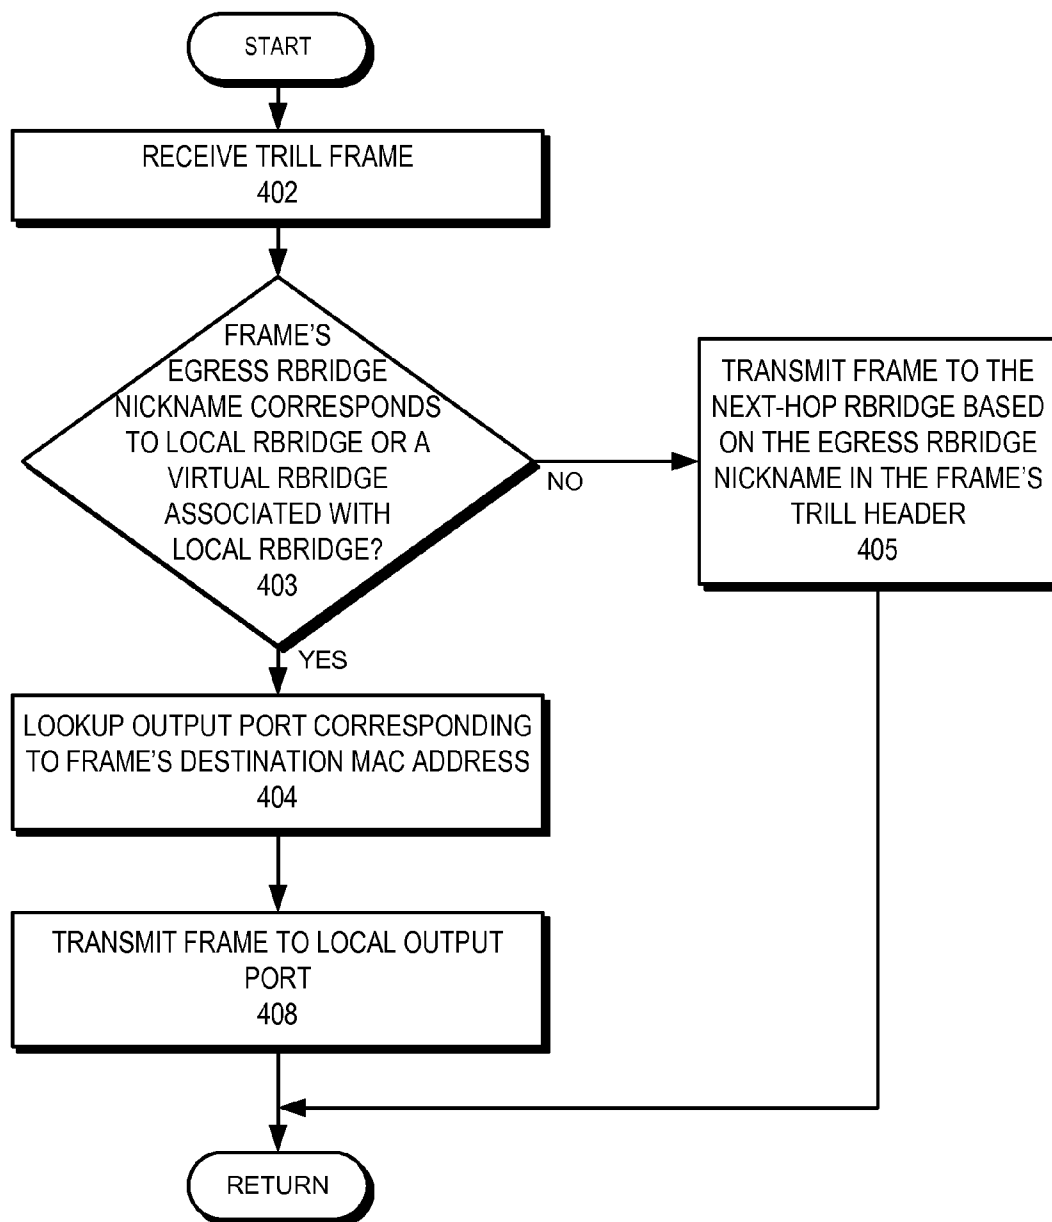 START
RECEIVE TRILL FRAME
402
FRAME'S
EGRESS RBRIDGE
NICKNAME CORRESPONDS
TO LOCAL RBRIDGE OR A
VIRTUAL RBRIDGE
ASSOCIATED WITH
LOCAL RBRIDGE?
403
NO
TRANSMIT FRAME TO THE
NEXT-HOP RBRIDGE BASED
ON THE EGRESS RBRIDGE
NICKNAME IN THE FRAME'S
TRILL HEADER
405
YES
LOOKUP OUTPUT PORT CORRESPONDING
TO FRAME'S DESTINATION MAC ADDRESS
404
TRANSMIT FRAME TO LOCAL OUTPUT
PORT
408
RETURN